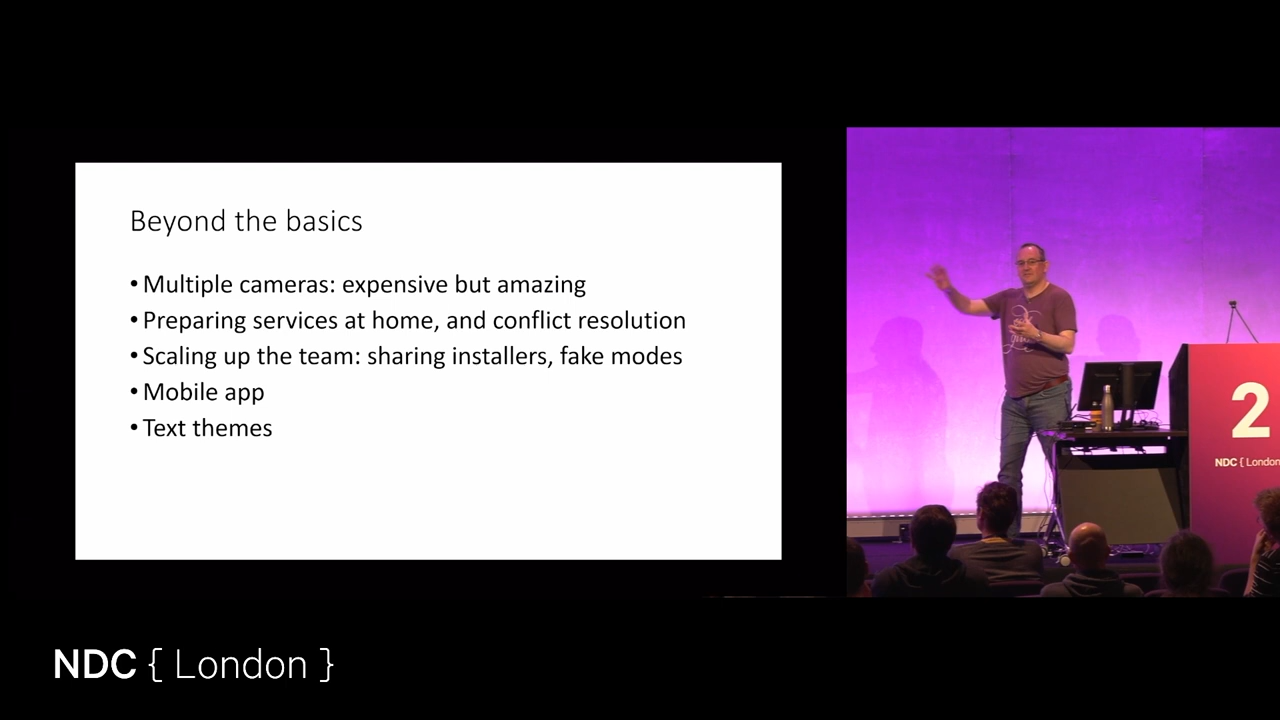 Beyond the basics
• Multiple cameras: expensive but amazing
• Preparing services at home, and conflict resolution
• Scaling up the team: sharing installers, fake modes
• Mobile app
• Text themes
2
NDC { London
NDC { London }